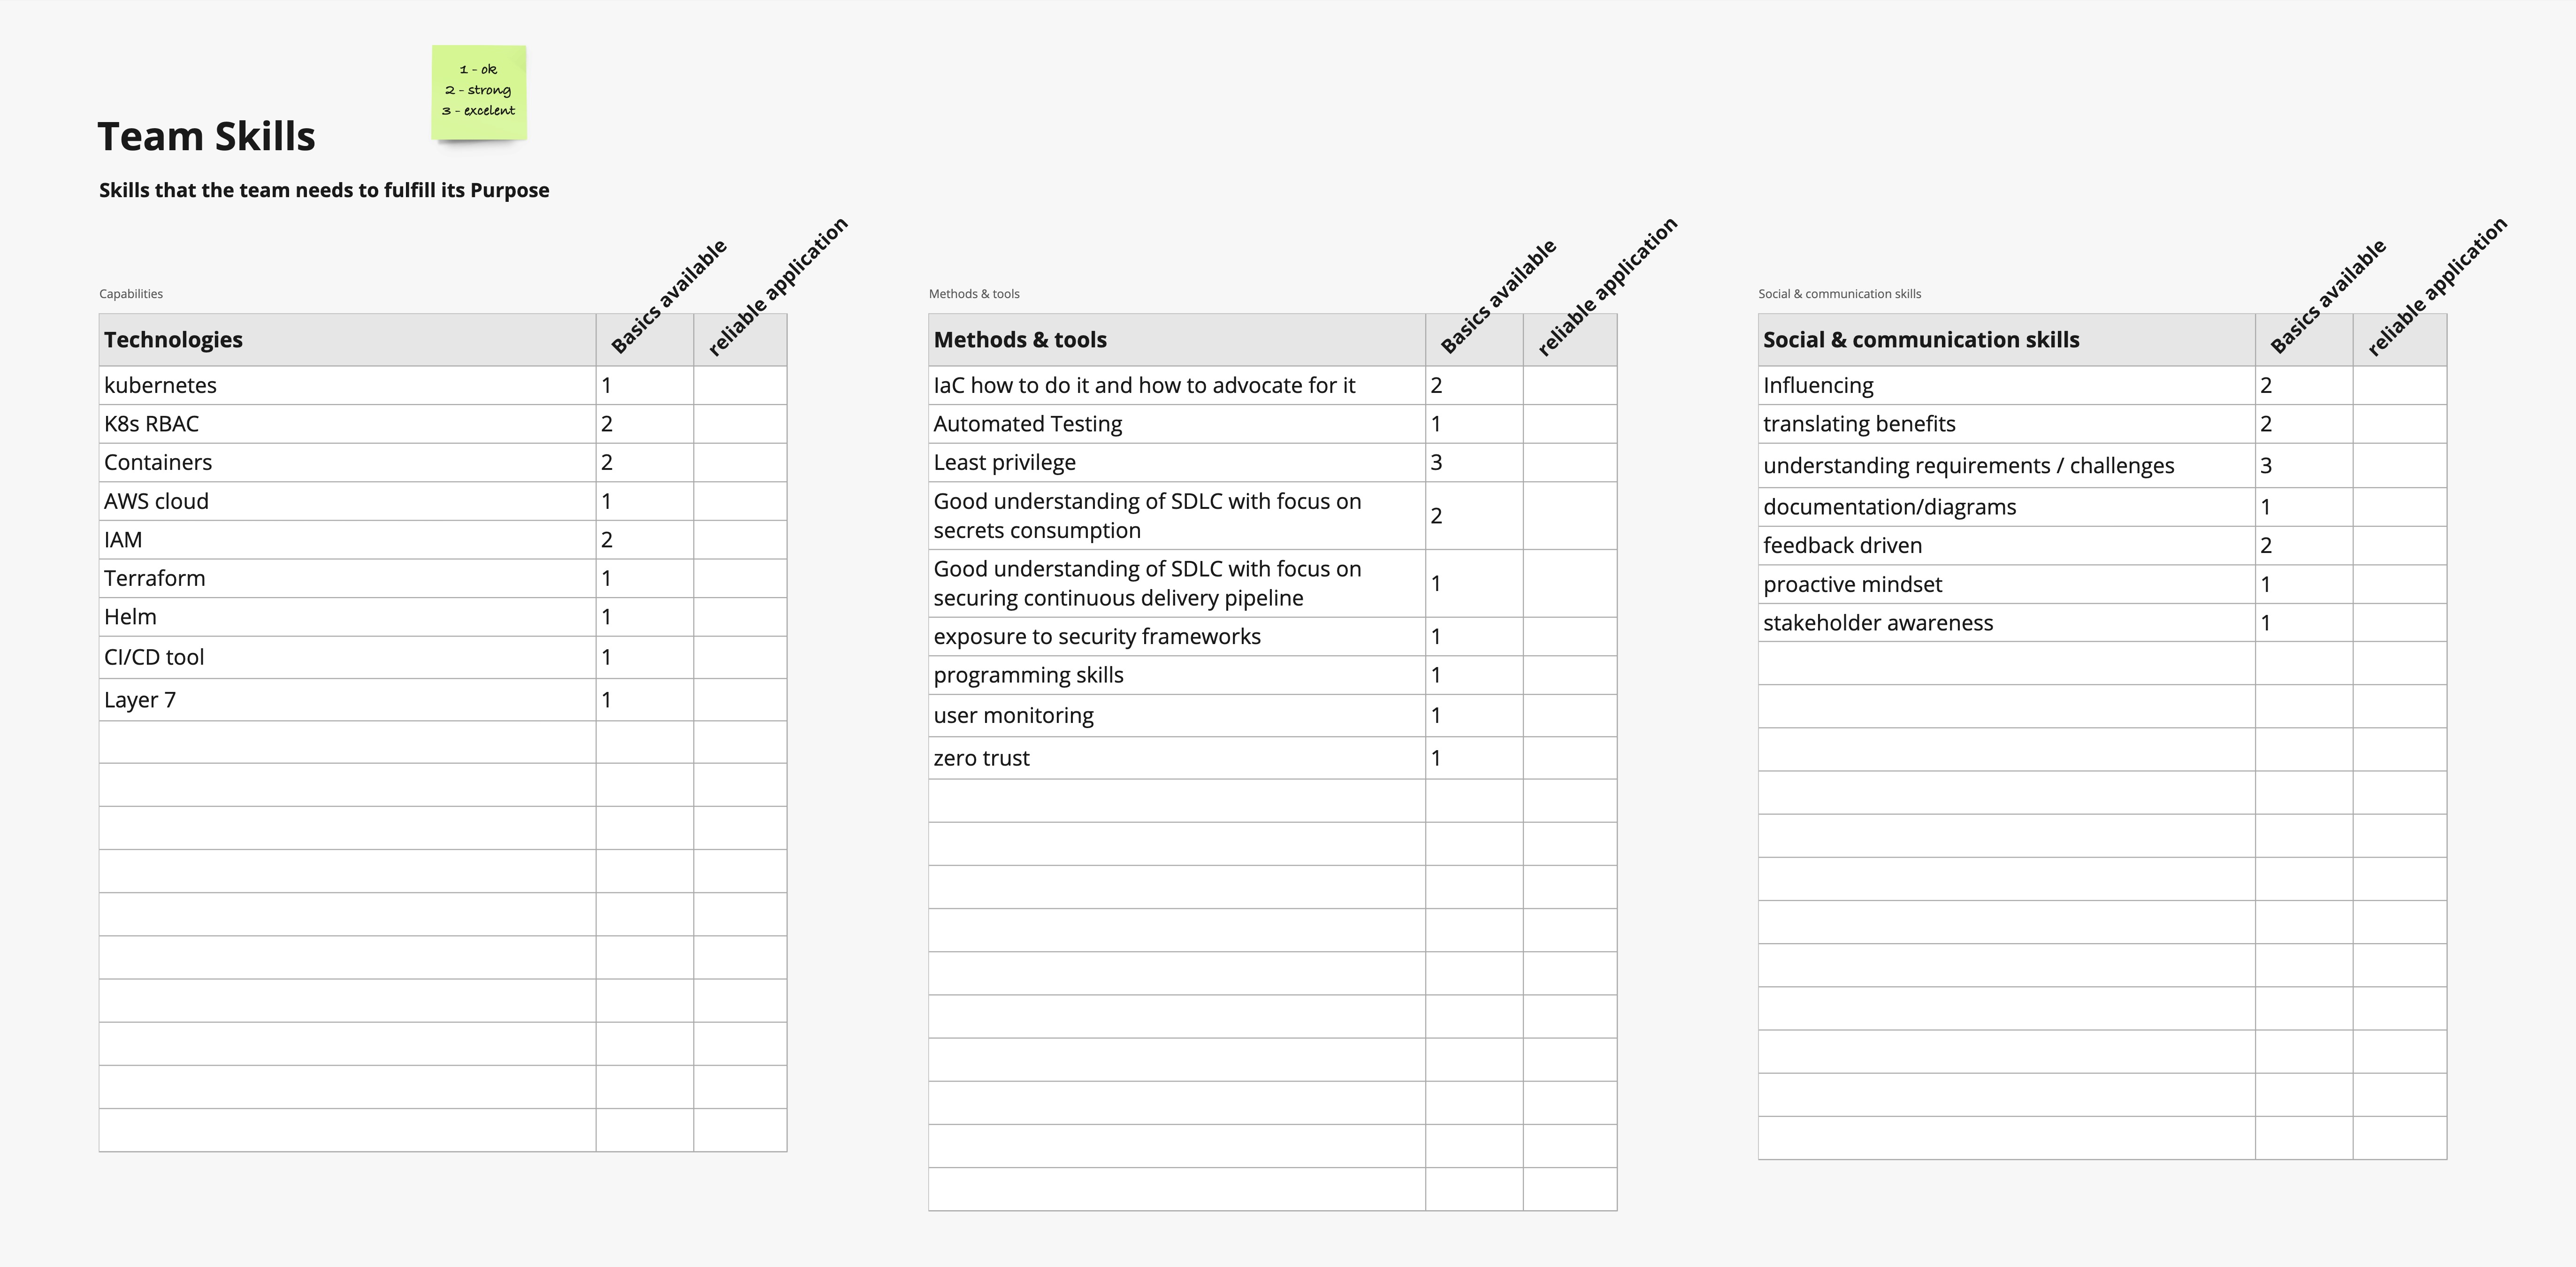 1 - ok
2 - strong
3 - excelent
Team Skills
Skills that the team needs to fulfill its Purpose
Capabilities
Technologies Basics available reliable application
kubernetes 1
K8s RBAC 2
Containers 2
AWS cloud 1
IAM 2
Terraform 1
Helm 1
CI/CD tool 1
Layer 7 1
Methods & tools
Methods & tools Basics available reliable application
IaC how to do it and how to advocate for it 2
Automated Testing 1
Least privilege 3
Good understanding of SDLC with focus on
secrets consumption 2
Good understanding of SDLC with focus on
securing continuous delivery pipeline 1
exposure to security frameworks 1
programming skills 1
user monitoring 1
zero trust 1
Social & communication skills
Social & communication skills Basics available reliable application
Influencing 2
translating benefits 2
understanding requirements / challenges 3
documentation/diagrams 1
feedback driven 2
proactive mindset 1
stakeholder awareness 1